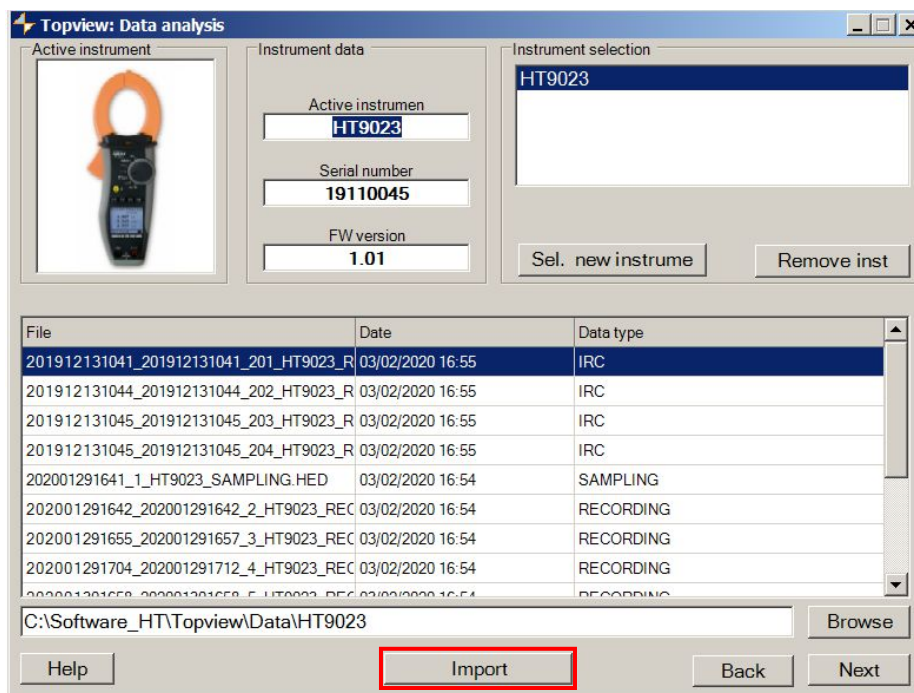 Topview: Data analysis
Active instrument
Instrument data
Instrument selection
Active instrumen
HT9023
Serial number
19110045
FW version
1.01
HT9023
Sel. new instrume
Remove inst
File Date Data type
201912131041_201912131041_201_HT9023_R 03/02/2020 16:55 IRC
201912131044_201912131044_202_HT9023_R 03/02/2020 16:55 IRC
201912131045_201912131045_203_HT9023_R 03/02/2020 16:55 IRC
201912131045_201912131045_204_HT9023_R 03/02/2020 16:55 IRC
202001291641_1_HT9023_SAMPLING.HED 03/02/2020 16:54 SAMPLING
202001291642_202001291642_2_HT9023_REC 03/02/2020 16:54 RECORDING
202001291655_202001291657_3_HT9023_REC 03/02/2020 16:54 RECORDING
202001291704_202001291712_4_HT9023_REC 03/02/2020 16:54 RECORDING
C:\Software_HT\Topview\Data\HT9023
Browse
Help
Import
Back
Next